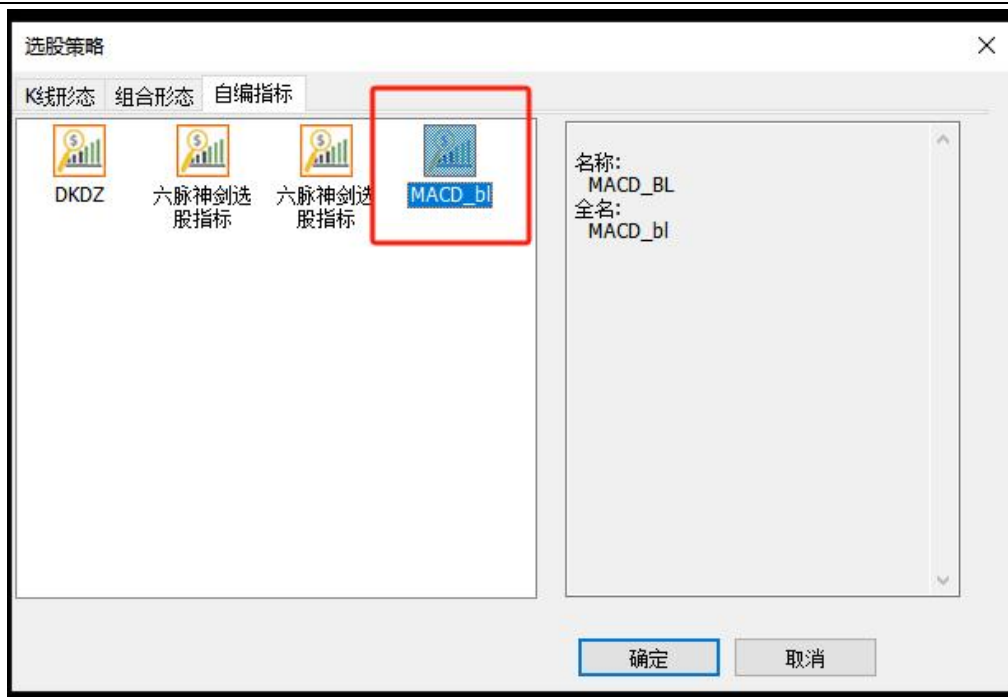 选股策略
K线形态 组合形态 自编指标
DKDZ
六脉神剑选
股指标
六脉神剑选
股指标
MACD_bl
名称:
MACD_BL
全名:
MACD_bl
确定 取消